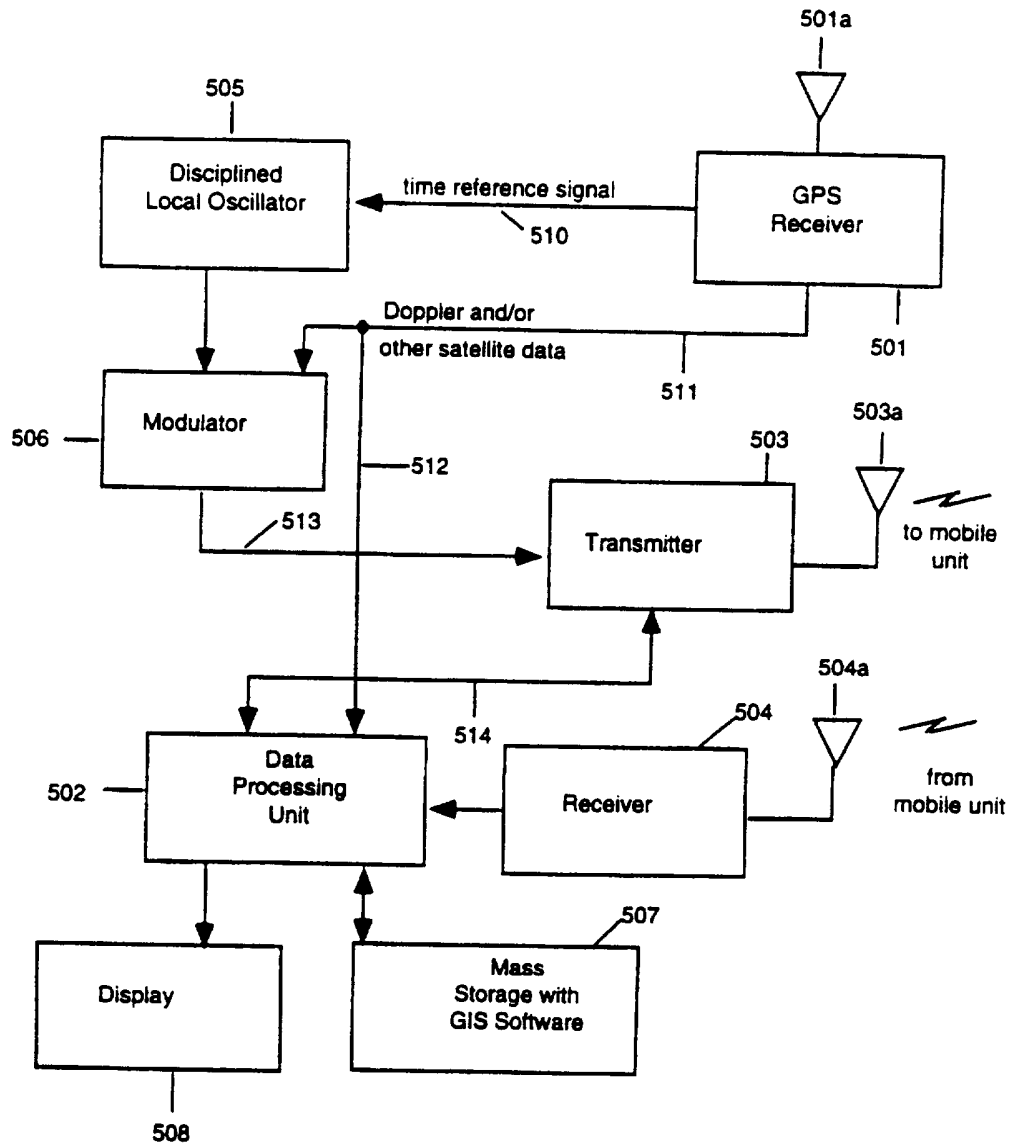 501a
505
Disciplined
Local Oscillator
time reference signal
510
GPS
Receiver
501
Doppler and/or
other satellite data
511
506
Modulator
512
503a
503
513
Transmitter
to mobile
unit
504a
514
504
502
Data
Processing
Unit
Receiver
from
mobile unit
507
Display
Mass
Storage with
GIS Software
508